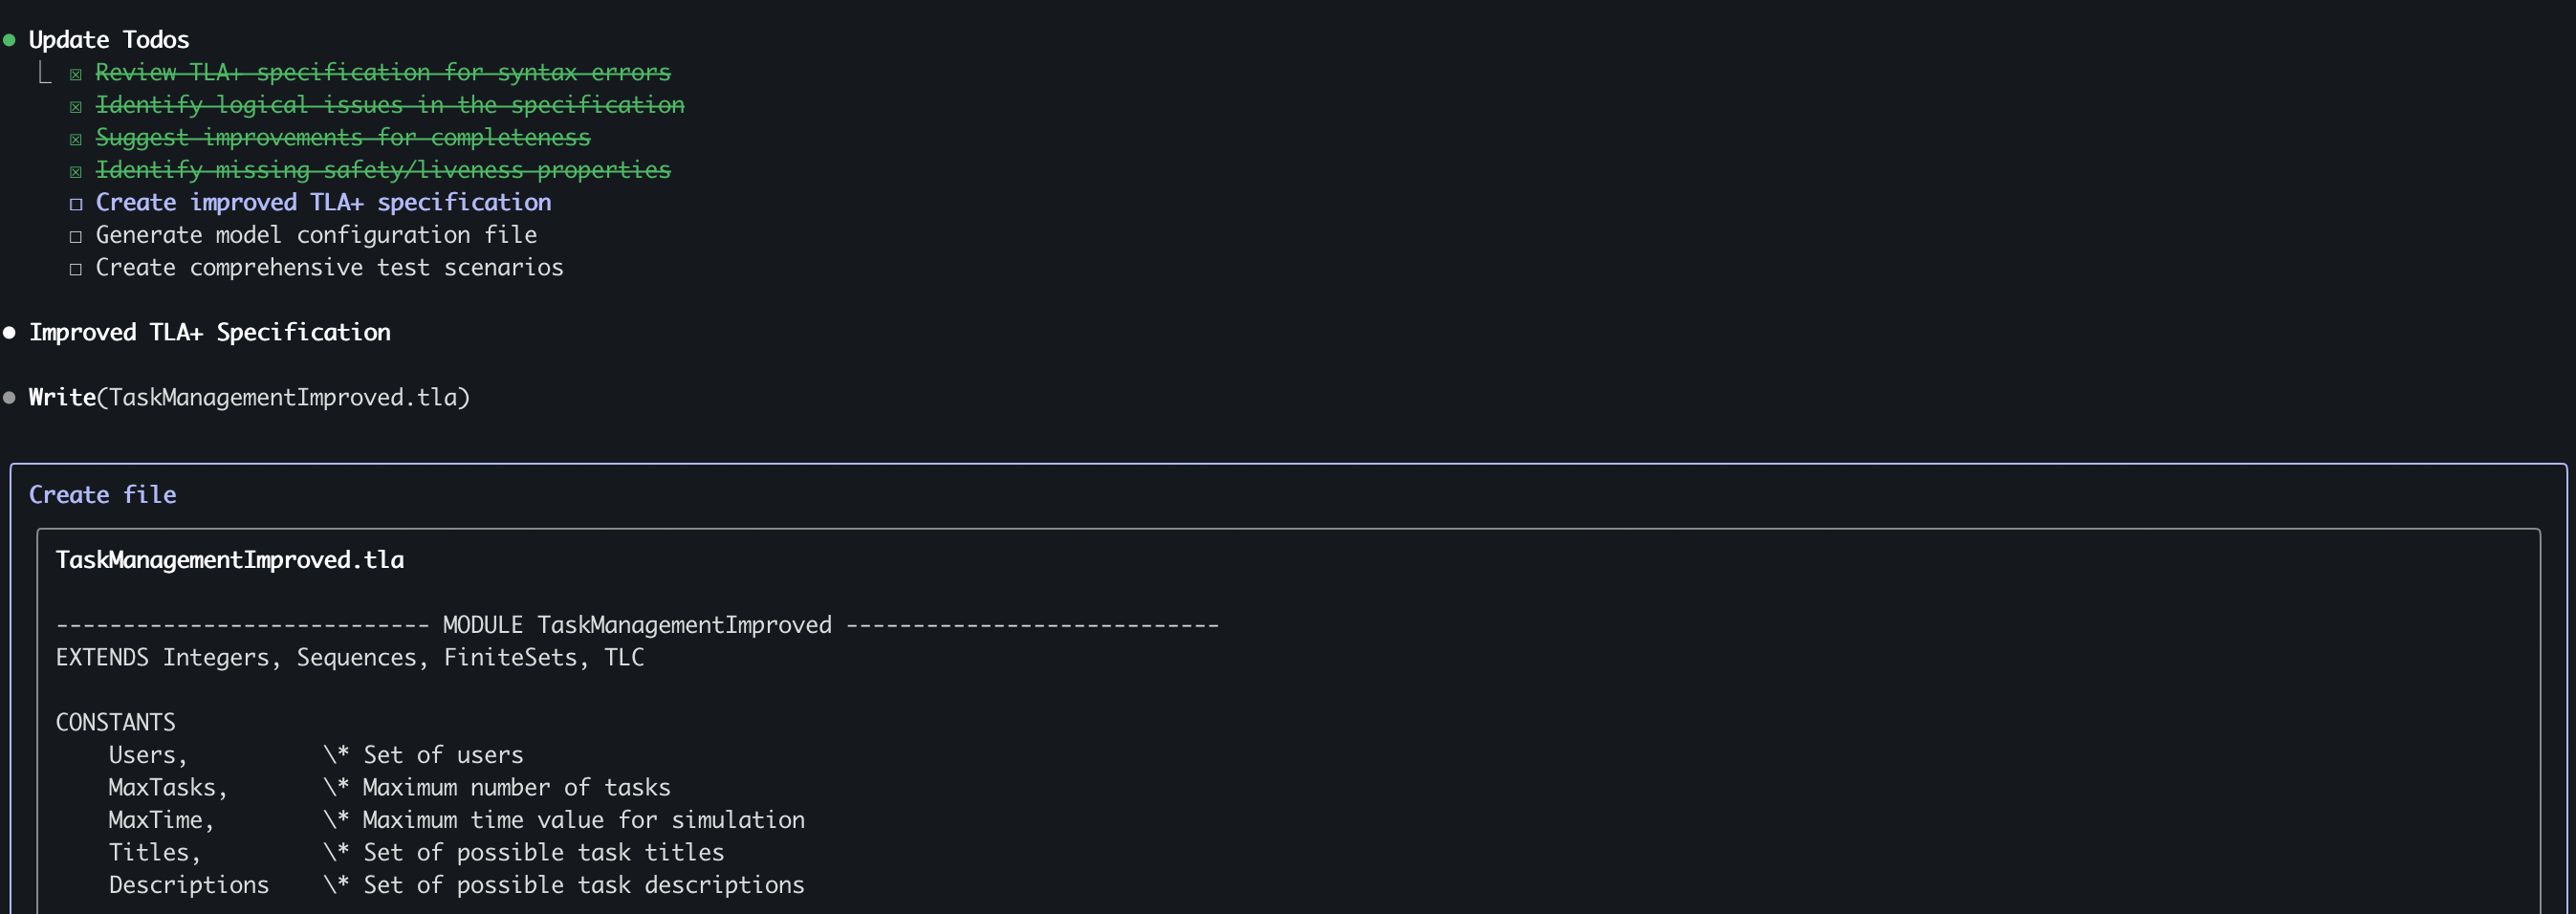 Update Todos
☒ Review TLA+ specification for syntax errors
☒ Identify logical issues in the specification
☒ Suggest improvements for completeness
☒ Identify missing safety/liveness properties
☐ Create improved TLA+ specification
☐ Generate model configuration file
☐ Create comprehensive test scenarios
Improved TLA+ Specification
Write(TaskManagementImproved.tla)
Create file
TaskManagementImproved.tla
---------------------------- MODULE TaskManagementImproved ----------------------------
EXTENDS Integers, Sequences, FiniteSets, TLC
CONSTANTS
    Users,          \* Set of users
    MaxTasks,       \* Maximum number of tasks
    MaxTime,        \* Maximum time value for simulation
    Titles,         \* Set of possible task titles
    Descriptions    \* Set of possible task descriptions